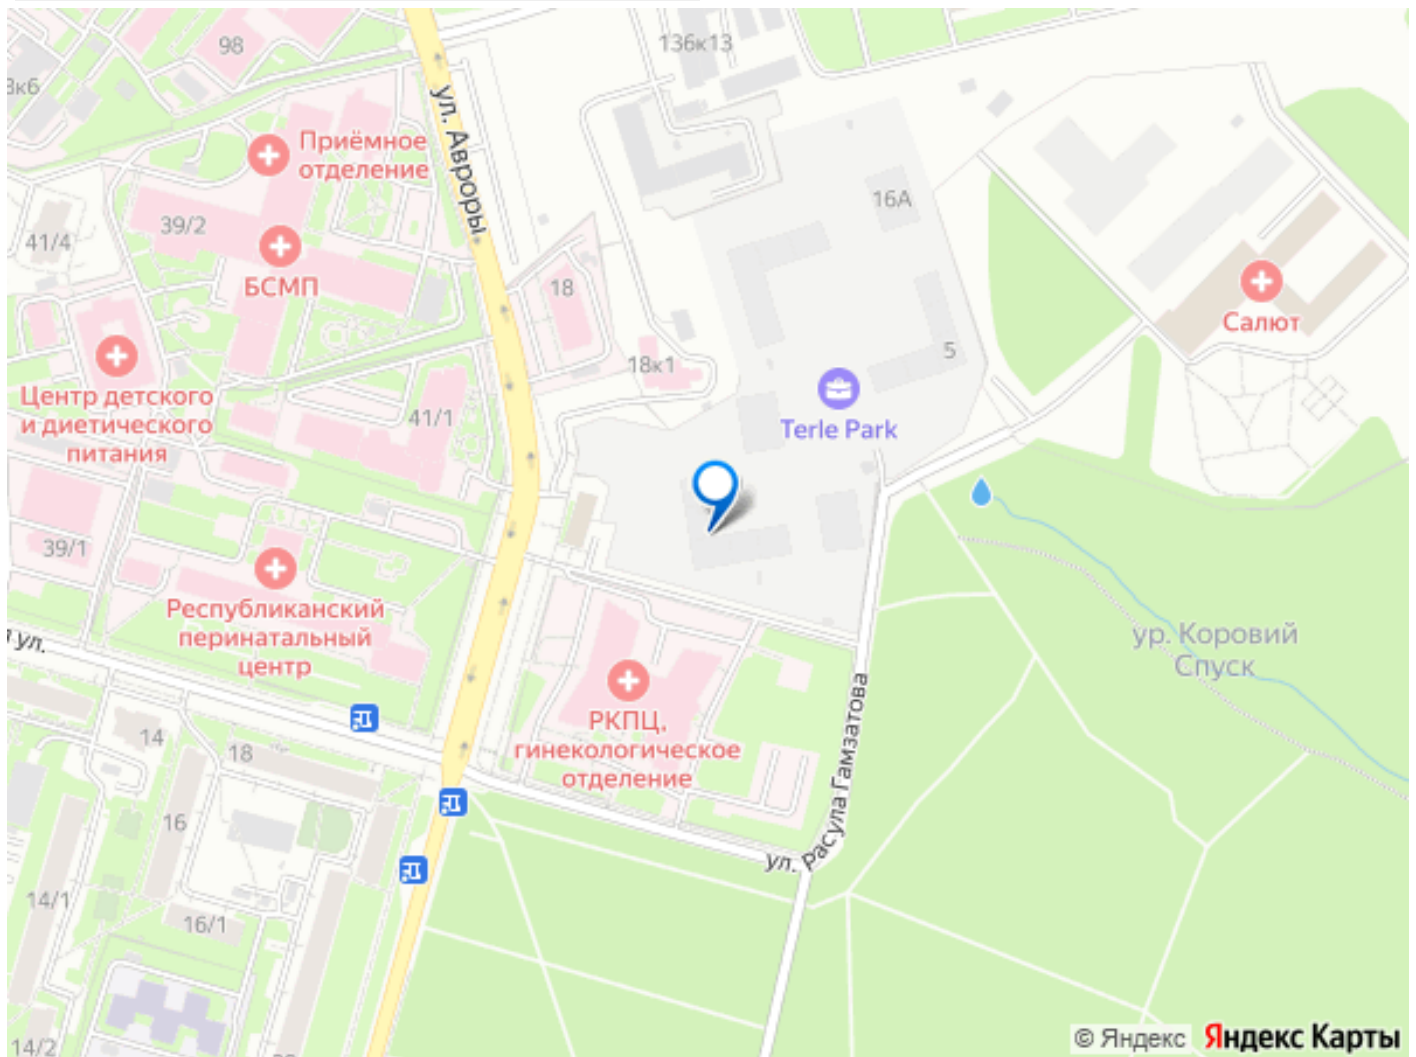 98
136к13
3к6
ул. Авроры
Приёмное
отделение
16А
39/2
41/4
БСМП
18
Салют
5
18к1
Центр детского
и диетического
питания
41/1
Terle Park
39/1
Республиканский
перинатальный
центр
ур. Коровий
Спуск
ул.
РКПЦ,
гинекологическое
отделение
14
18
16
ул. Расула Гамзатова
14/1
16/1
14/2
© Яндекс
Яндекс Карты